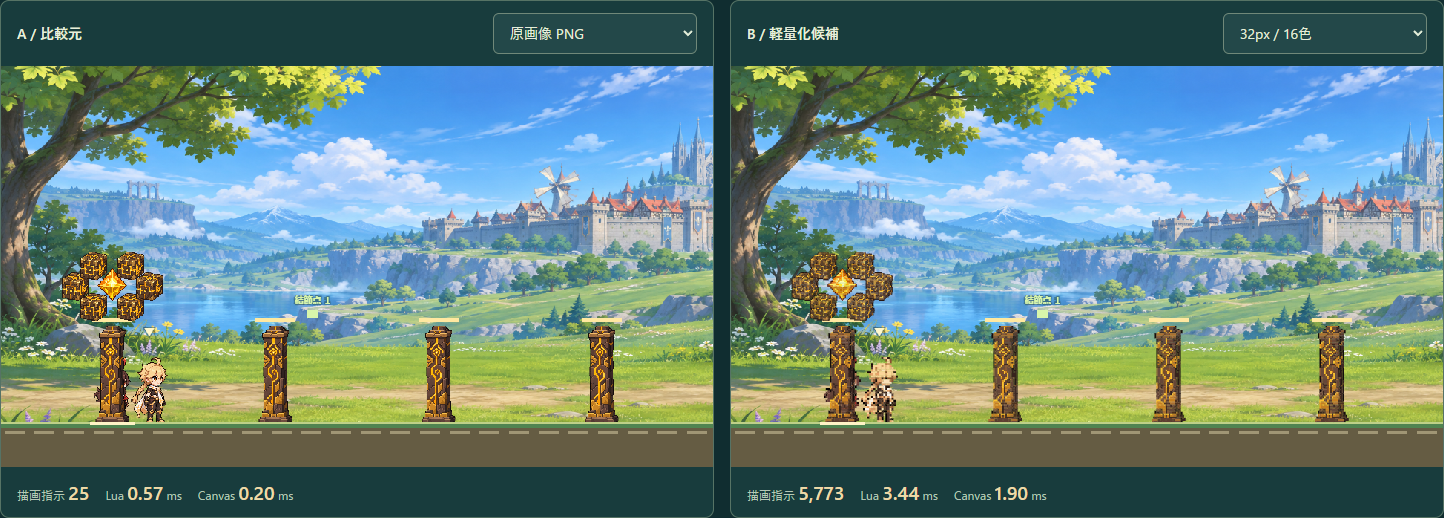 A / 比較元
原画像 PNG
結節点 1
描画指示 25 Lua 0.57 ms Canvas 0.20 ms
B / 軽量化候補
32px / 16色
結節点 1
描画指示 5,773 Lua 3.44 ms Canvas 1.90 ms